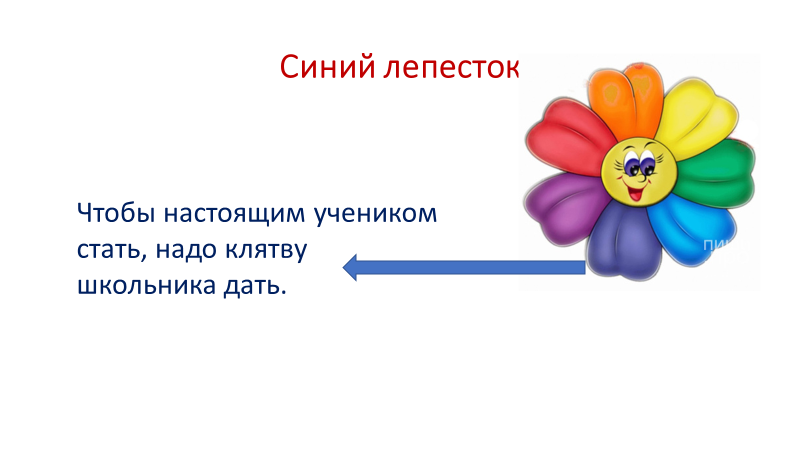 Синий лепесток
Чтобы настоящим учеником
стать, надо клятву
школьника дать.